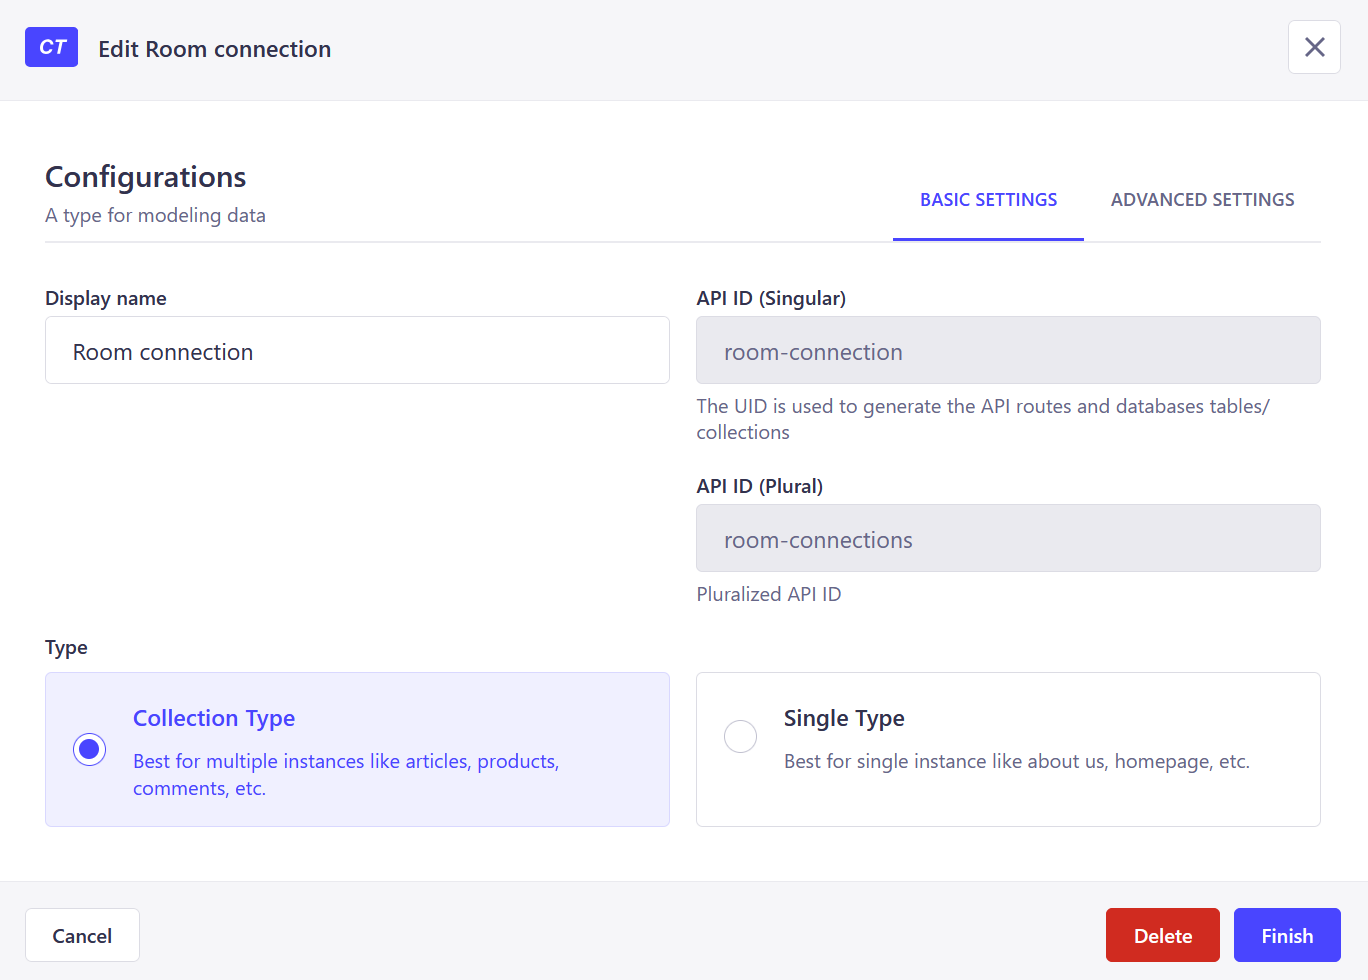 CT
Edit Room connection
Configurations
A type for modeling data
BASIC SETTINGS
ADVANCED SETTINGS
Display name
Room connection
API ID (Singular)
room-connection
The UID is used to generate the API routes and databases tables/
collections
API ID (Plural)
room-connections
Pluralized API ID
Type
Collection Type
Best for multiple instances like articles, products,
comments, etc.
Single Type
Best for single instance like about us, homepage, etc.
Cancel
Delete
Finish